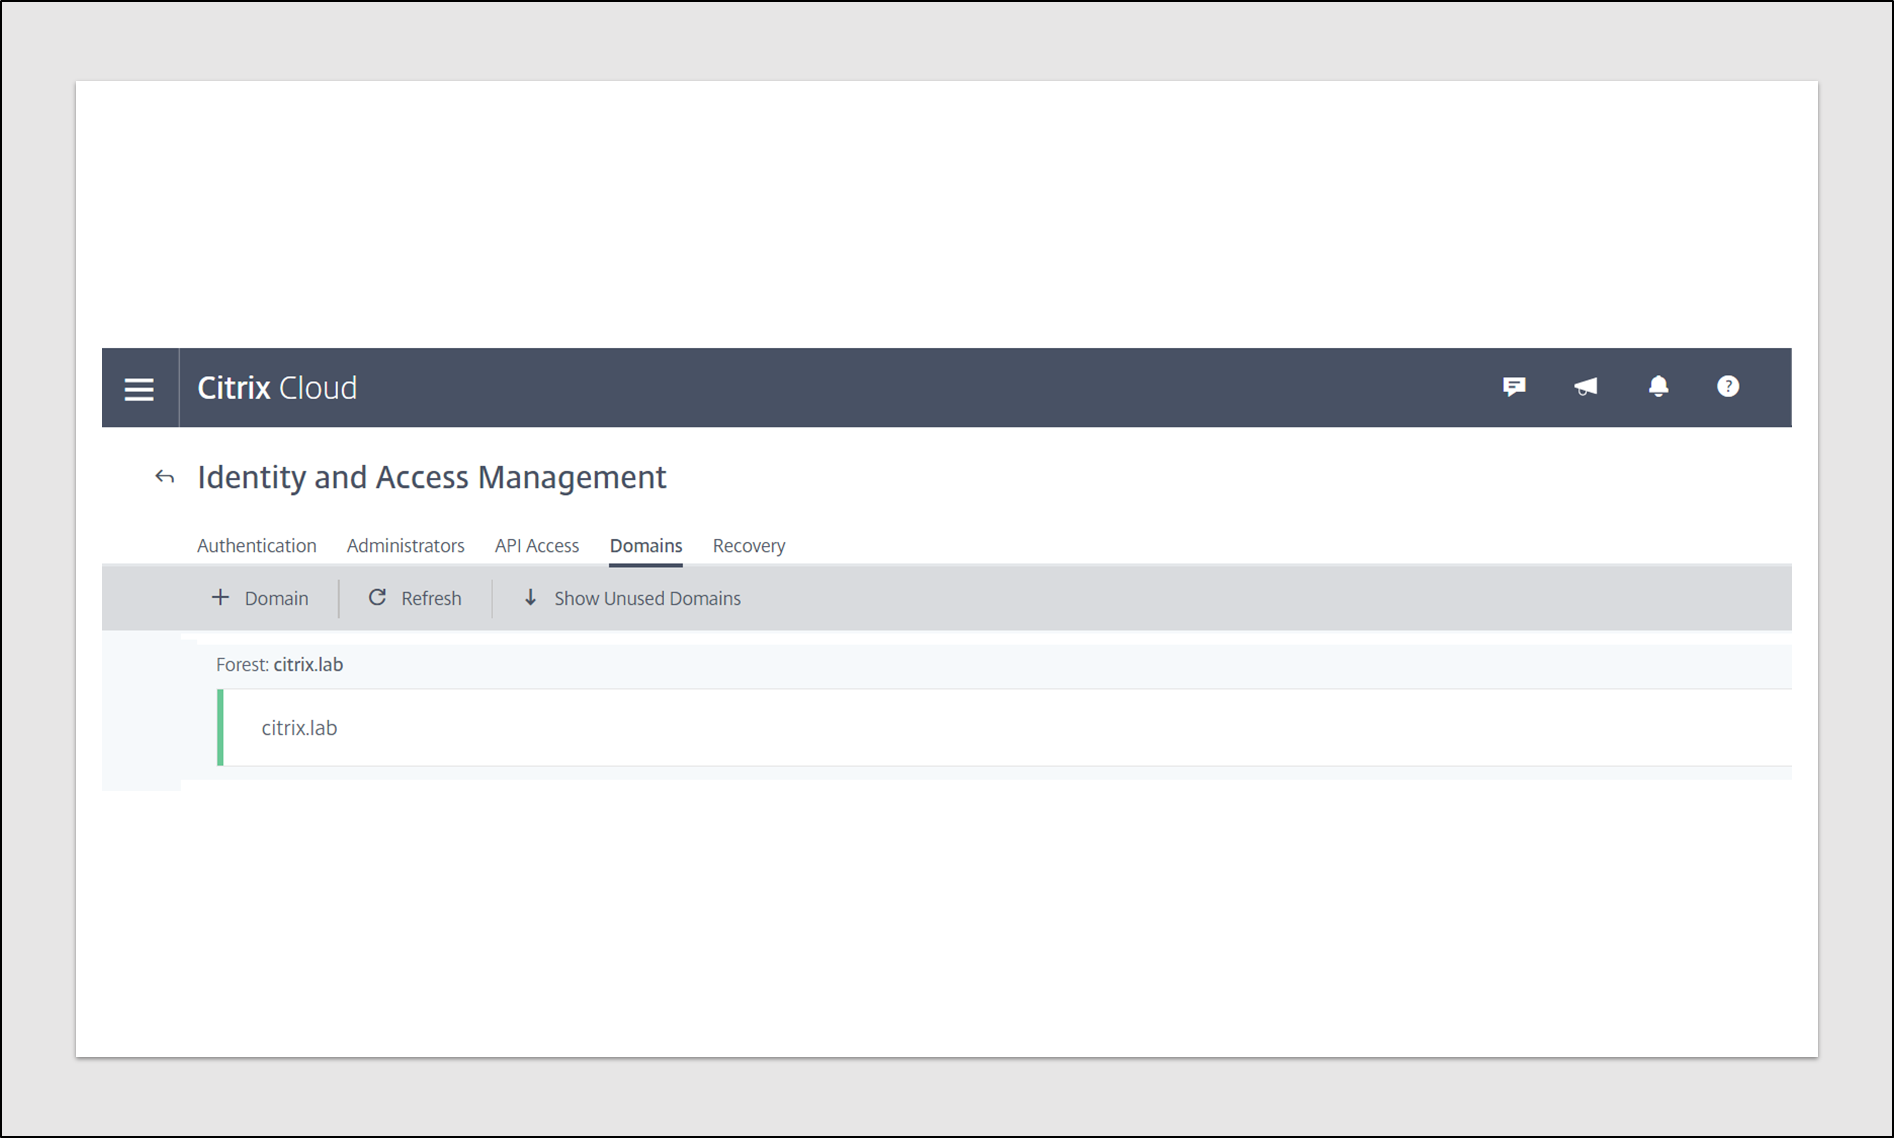 Citrix Cloud
Identity and Access Management
Authentication Administrators API Access Domains Recovery
+ Domain Refresh Show Unused Domains
Forest: citrix.lab
citrix.lab